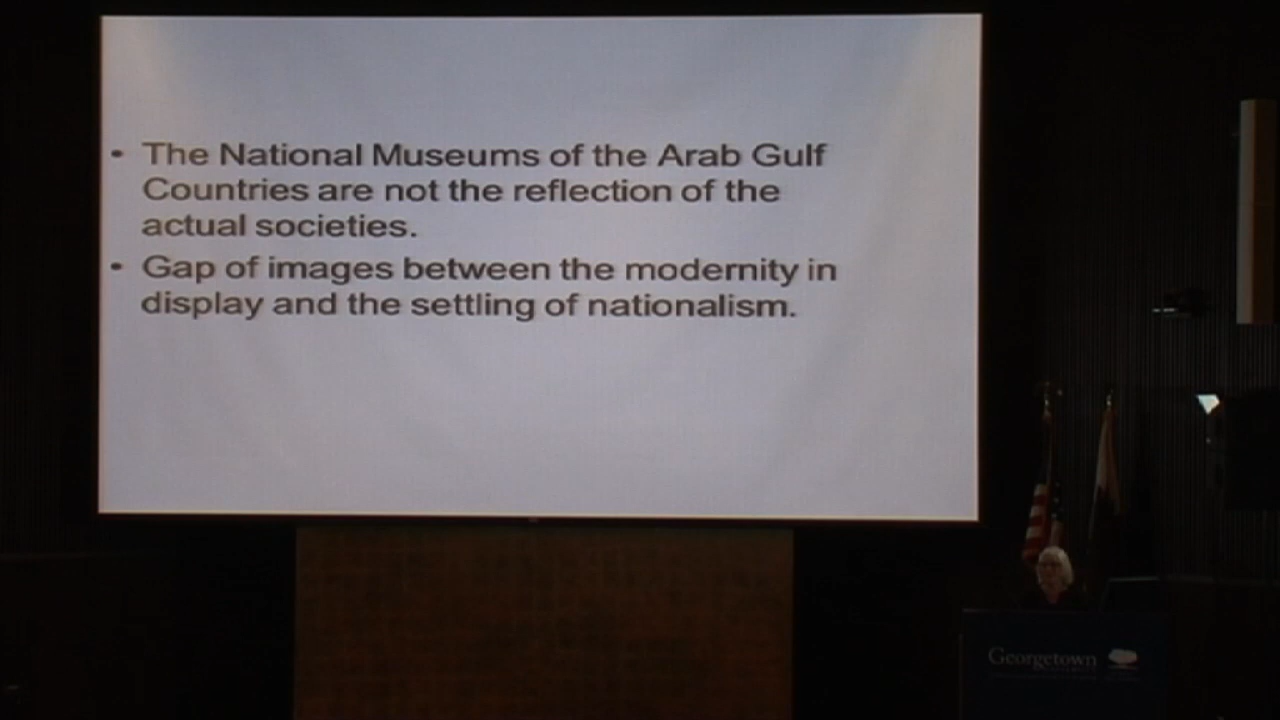 • The National Museums of the Arab Gulf
Countries are not the reflection of the
actual societies.
• Gap of images between the modernity in
display and the settling of nationalism.
Georgetown